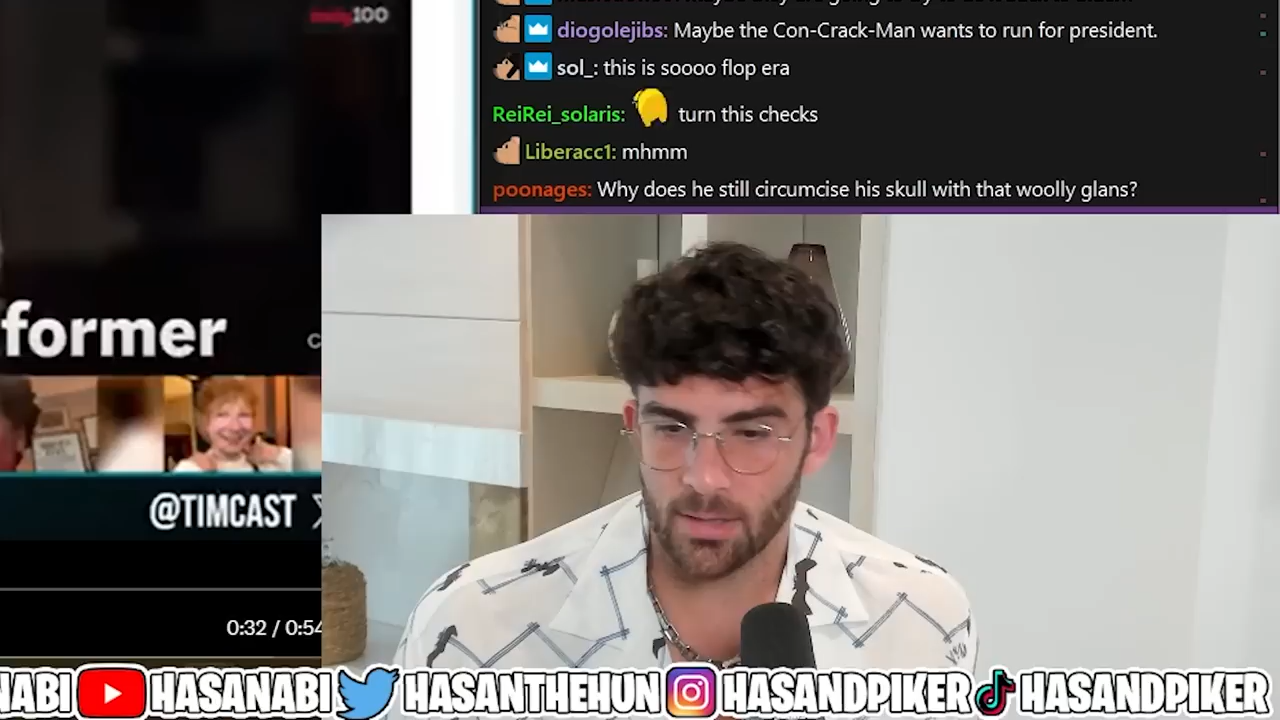 indy100
diogolejibs: Maybe the Con-Crack-Man wants to run for president.
sol_: this is soooo flop era
ReiRei_solaris: turn this checks
Liberacc1: mhmm
poonages: Why does he still circumcise his skull with that woolly glans?
former
@TIMCAST
0:32 / 0:54
NABI HASANABI HASANTHEHUN HASANDPIKER HASANDPIKER